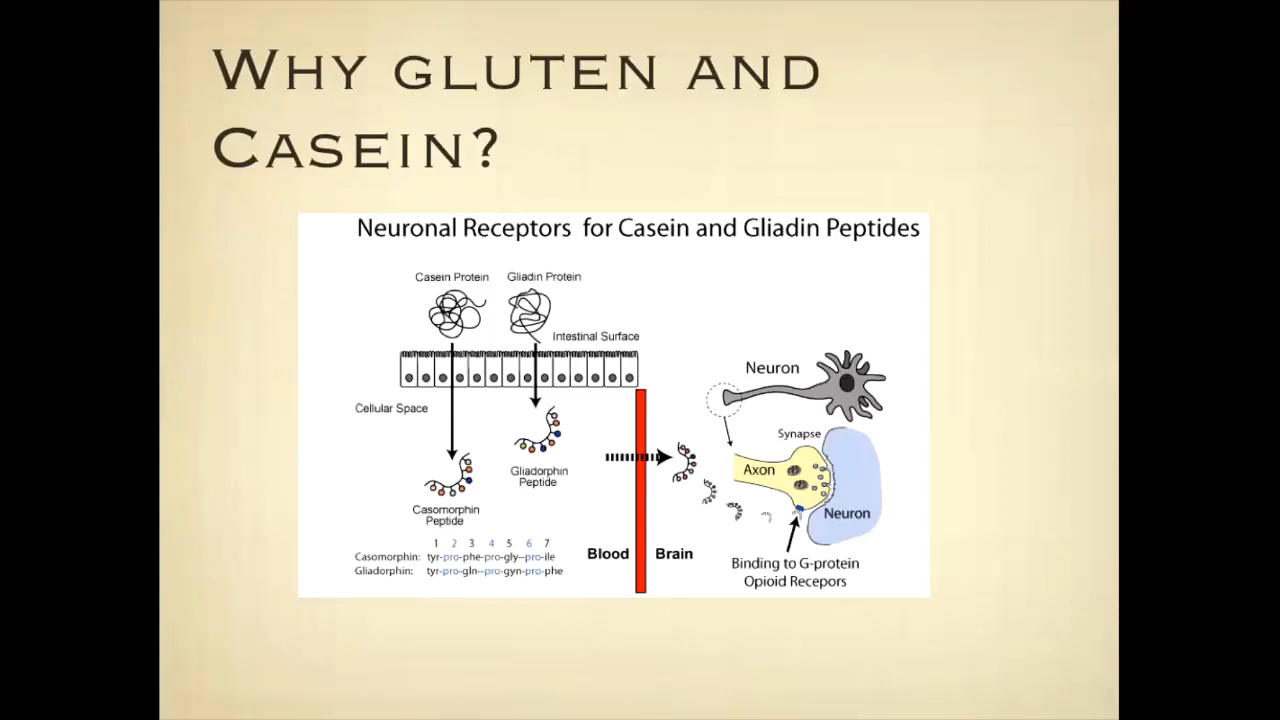 WHY GLUTEN AND
CASEIN?
Neuronal Receptors for Casein and Gliadin Peptides
Casein Protein
Gliadin Protein
Intestinal Surface
Cellular Space
Gliadorphin
Peptide
Casomorphin
Peptide
1 2 3 4 5 6 7
Casomorphin: tyr-pro-phe-pro-gly--pro-ile
Gliadorphin: tyr-pro-gln--pro-gyn-pro-phe
Blood
Brain
Neuron
Synapse
Axon
Neuron
Binding to G-protein
Opioid Recepors